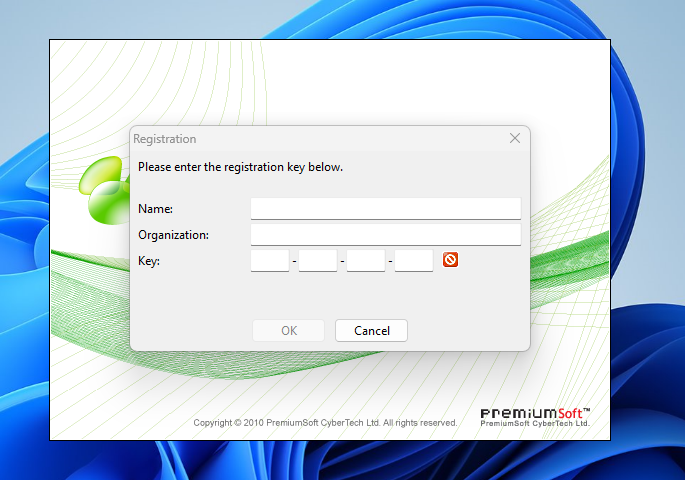 Registration
Please enter the registration key below.
Name:
Organization:
Key: - - -
OK Cancel
PremiumSoft™
PremiumSoft CyberTech Ltd.
Copyright © 2010 PremiumSoft CyberTech Ltd. All rights reserved.